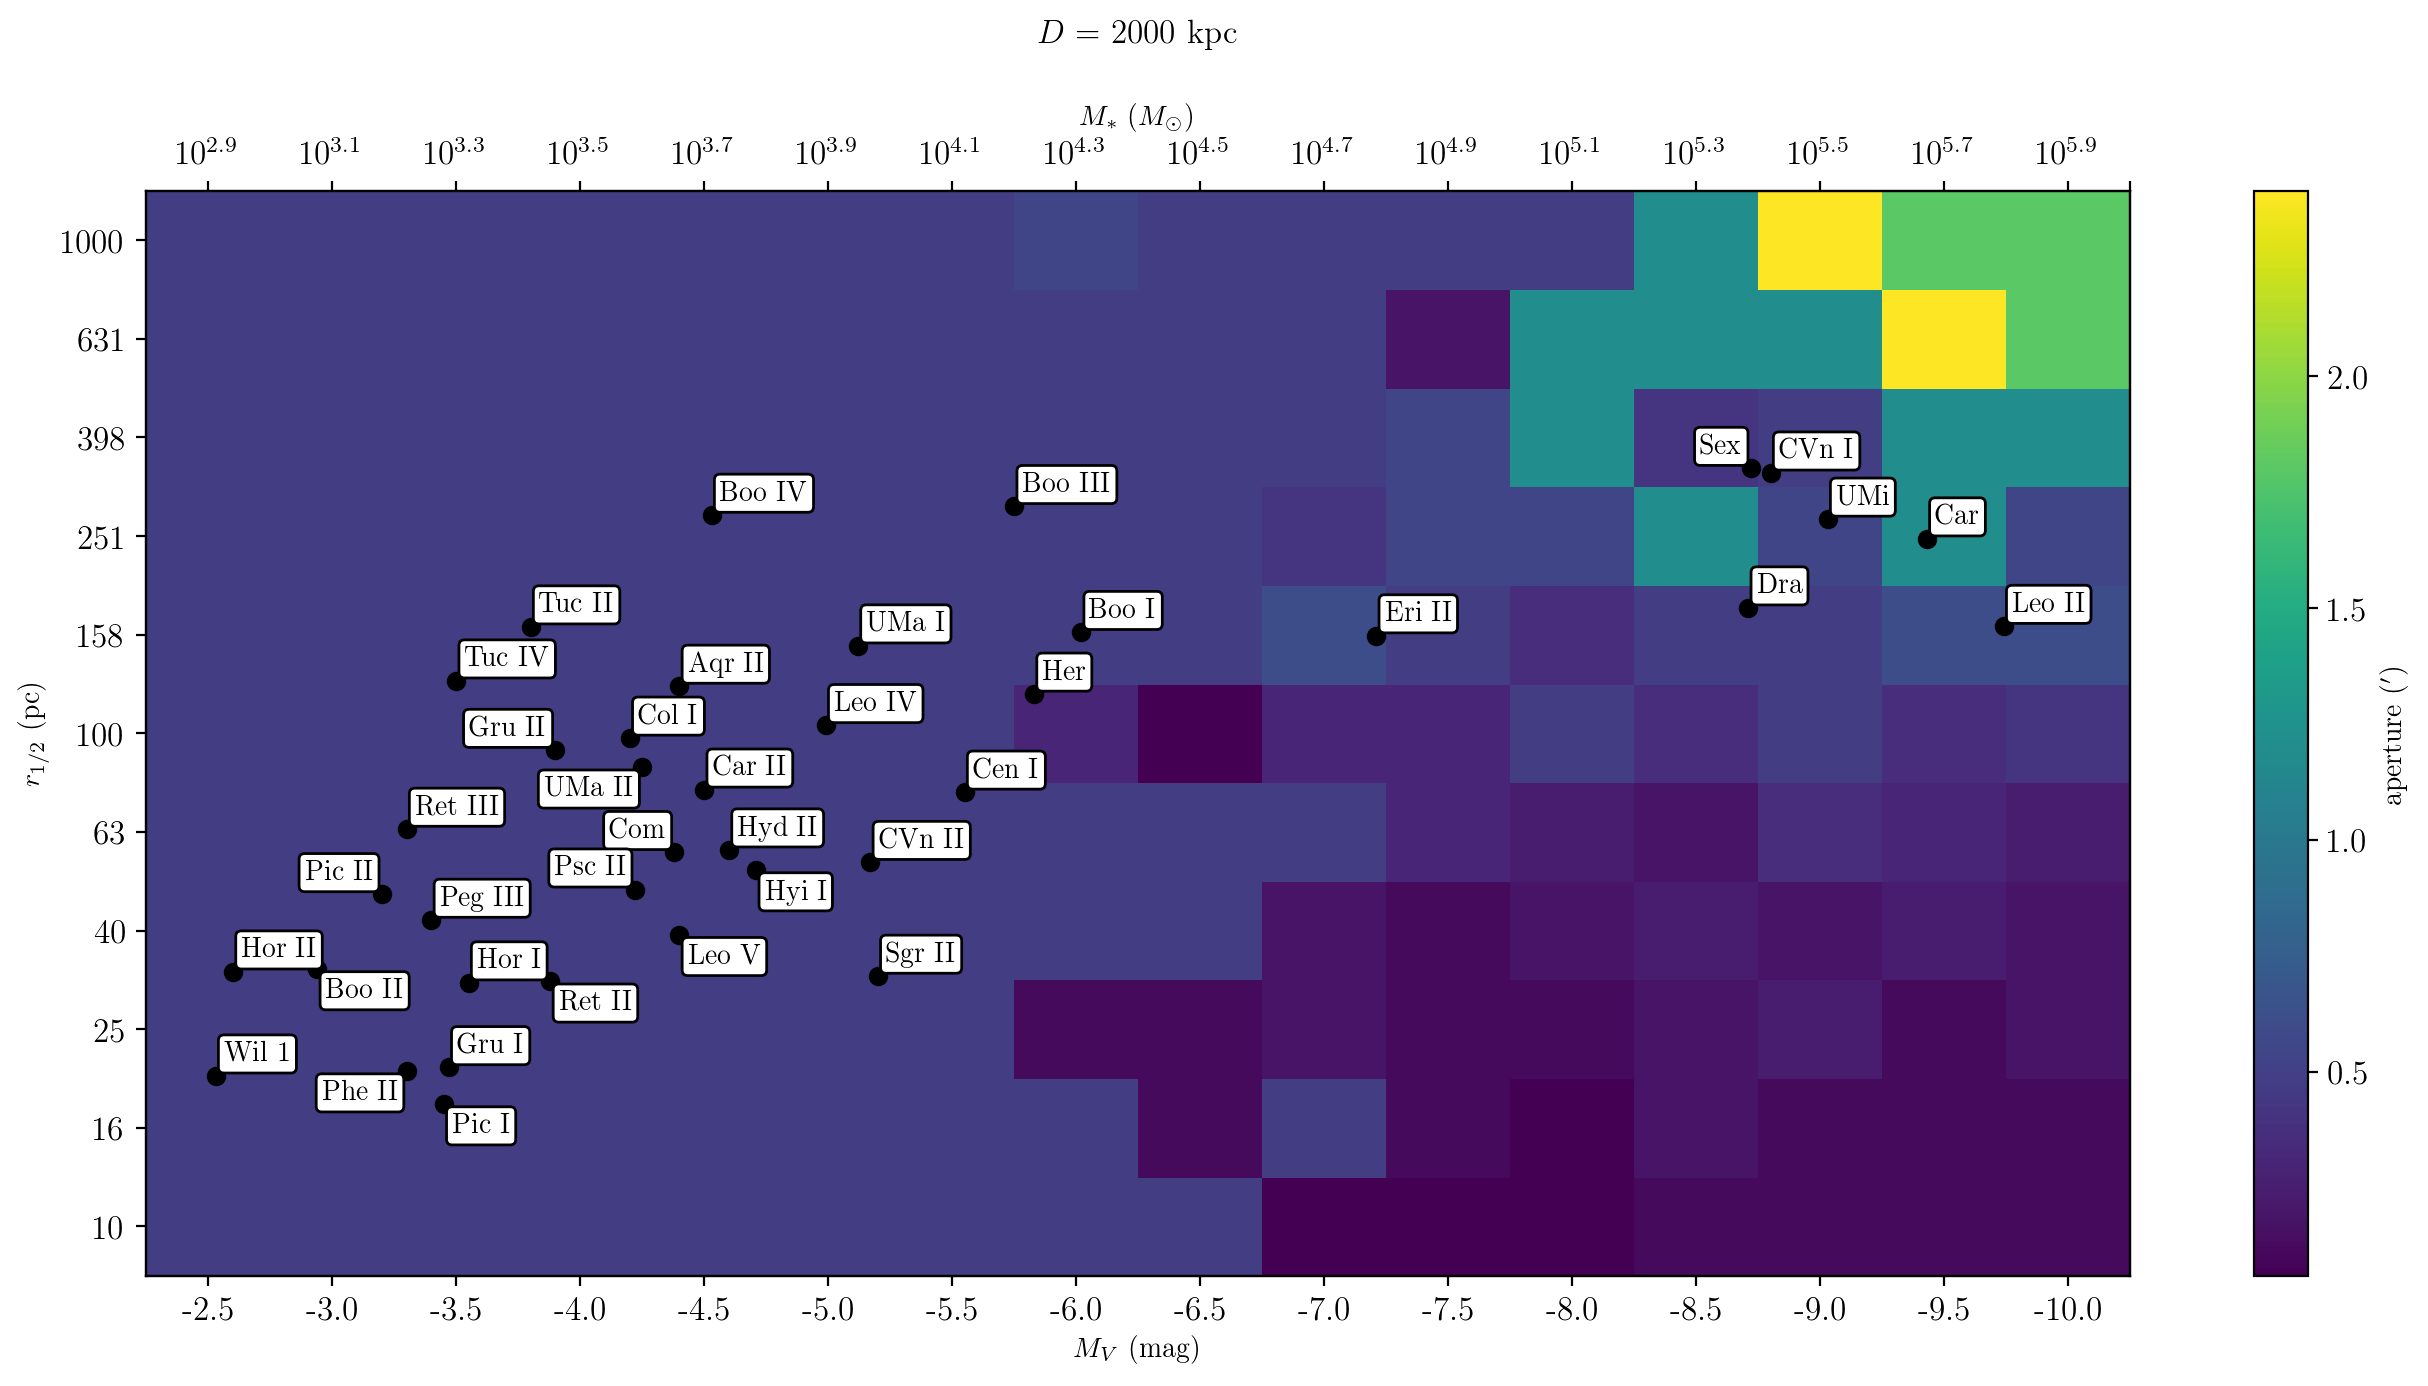 D = 2000 kpc
M∗ (M⊙)
10^2.9 10^3.1 10^3.3 10^3.5 10^3.7 10^3.9 10^4.1 10^4.3 10^4.5 10^4.7 10^4.9 10^5.1 10^5.3 10^5.5 10^5.7 10^5.9
1000
631
398
251
158
100
63
40
25
16
10
r1/2 (pc)
Sex
CVn I
Boo IV
Boo III
UMi
Car
Dra
Tuc II
UMa I
Boo I
Eri II
Leo II
Tuc IV
Aqr II
Her
Gru II
Col I
Leo IV
UMa II
Car II
Cen I
Ret III
Com
Hyd II
CVn II
Pic II
Psc II
Peg III
Hyi I
Hor II
Hor I
Leo V
Sgr II
Boo II
Ret II
Wil 1
Gru I
Phe II
Pic I
-2.5 -3.0 -3.5 -4.0 -4.5 -5.0 -5.5 -6.0 -6.5 -7.0 -7.5 -8.0 -8.5 -9.0 -9.5 -10.0
MV (mag)
2.0
1.5
1.0
0.5
aperture (′)